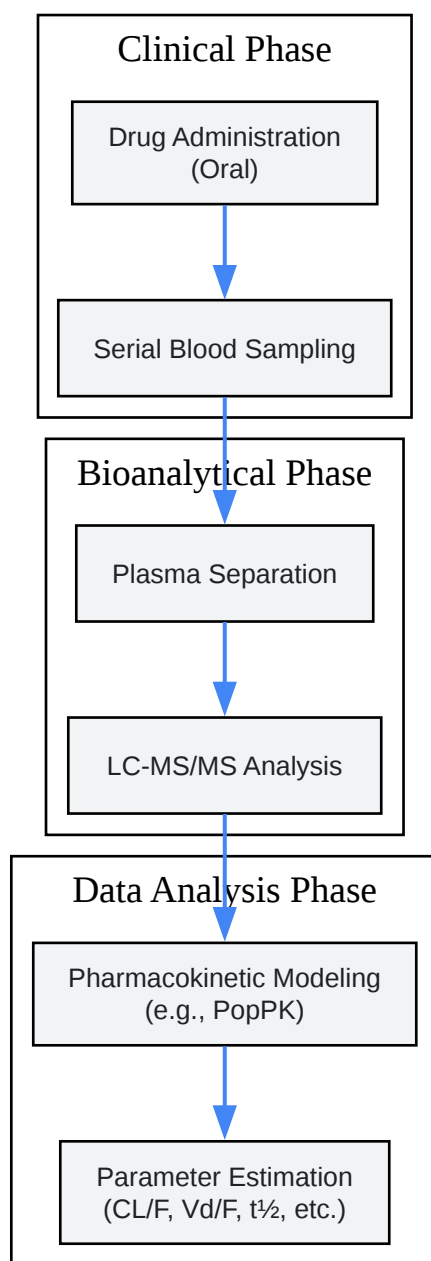 Clinical Phase
Drug Administration
(Oral)
Serial Blood Sampling
Bioanalytical Phase
Plasma Separation
LC-MS/MS Analysis
Data Analysis Phase
Pharmacokinetic Modeling
(e.g., PopPK)
Parameter Estimation
(CL/F, Vd/F, t½, etc.)